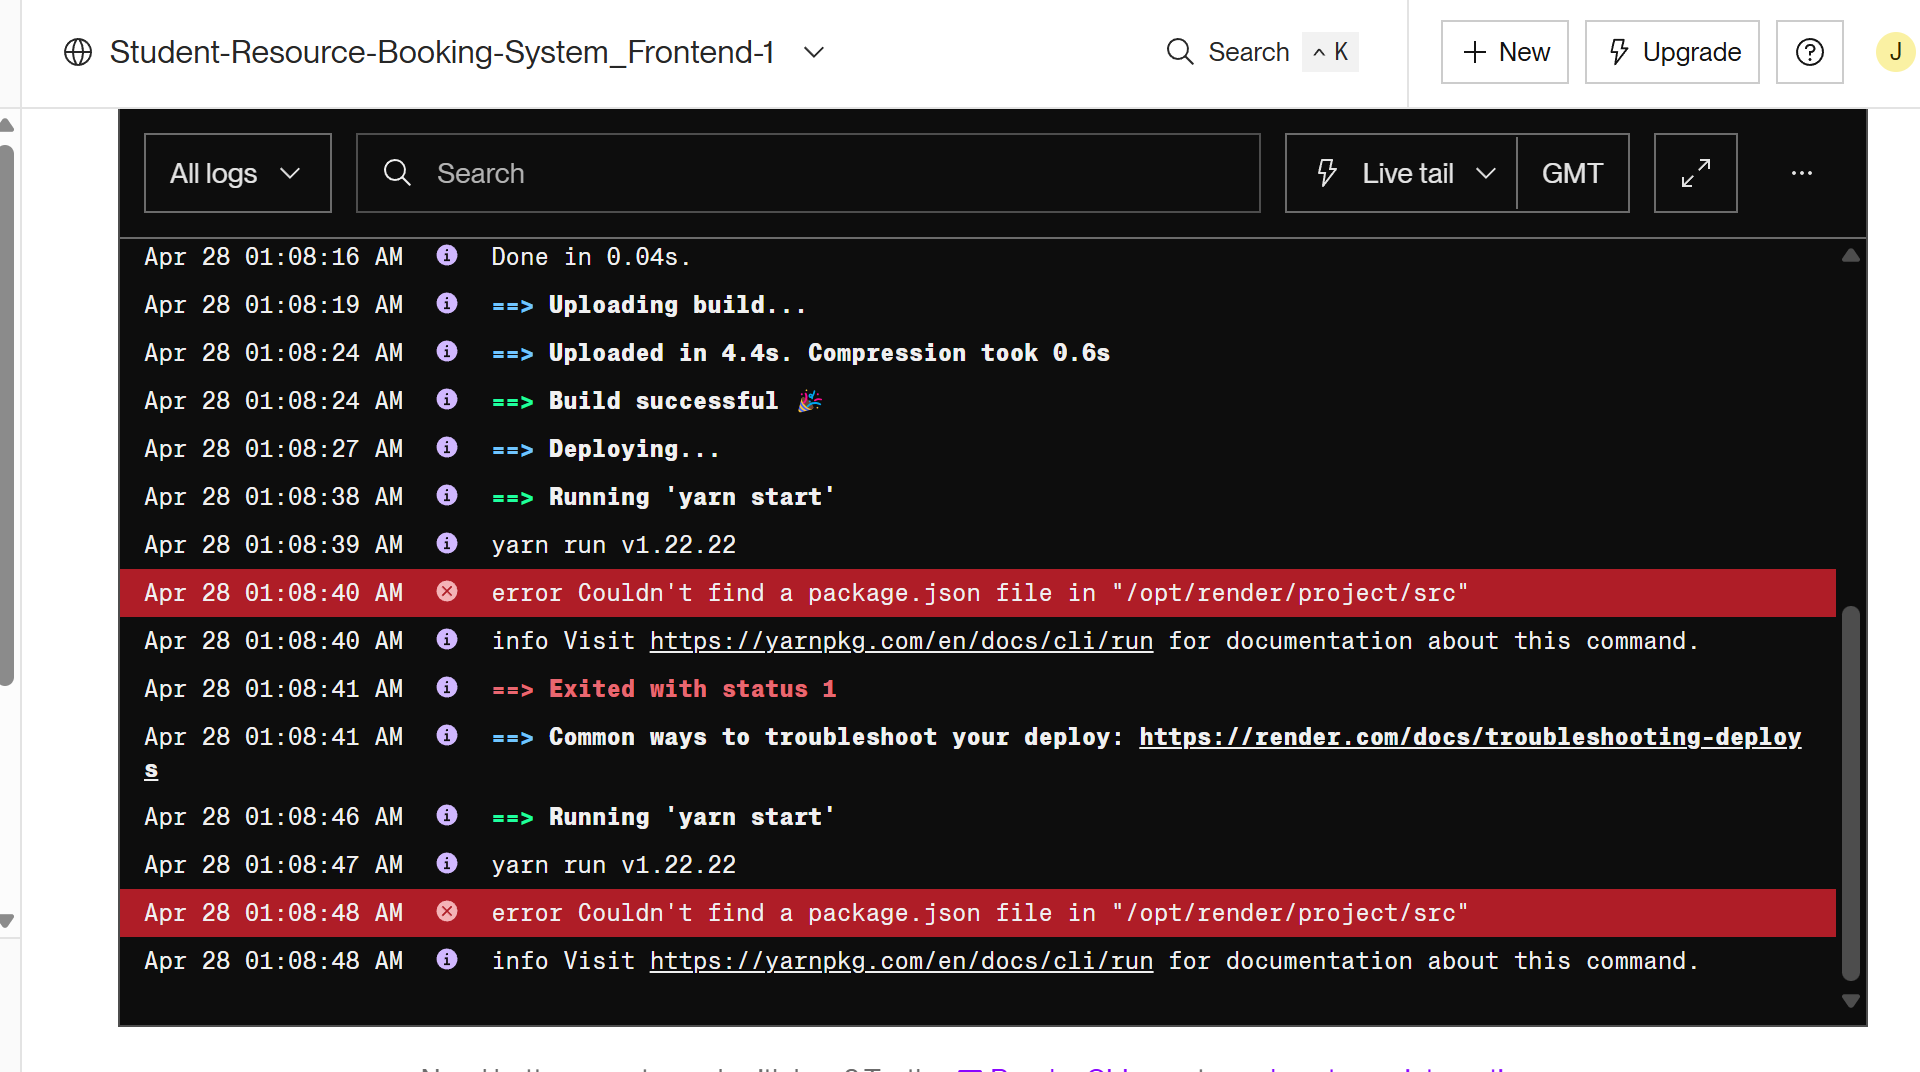 Student-Resource-Booking-System_Frontend-1
Search ^ K
New
Upgrade
J
All logs
Search
Live tail
GMT
Apr 28 01:08:16 AM Done in 0.04s.
Apr 28 01:08:19 AM ==> Uploading build...
Apr 28 01:08:24 AM ==> Uploaded in 4.4s. Compression took 0.6s
Apr 28 01:08:24 AM ==> Build successful 🎉
Apr 28 01:08:27 AM ==> Deploying...
Apr 28 01:08:38 AM ==> Running 'yarn start'
Apr 28 01:08:39 AM yarn run v1.22.22
Apr 28 01:08:40 AM error Couldn't find a package.json file in "/opt/render/project/src"
Apr 28 01:08:40 AM info Visit https://yarnpkg.com/en/docs/cli/run for documentation about this command.
Apr 28 01:08:41 AM ==> Exited with status 1
Apr 28 01:08:41 AM ==> Common ways to troubleshoot your deploy: https://render.com/docs/troubleshooting-deploy
s
Apr 28 01:08:46 AM ==> Running 'yarn start'
Apr 28 01:08:47 AM yarn run v1.22.22
Apr 28 01:08:48 AM error Couldn't find a package.json file in "/opt/render/project/src"
Apr 28 01:08:48 AM info Visit https://yarnpkg.com/en/docs/cli/run for documentation about this command.